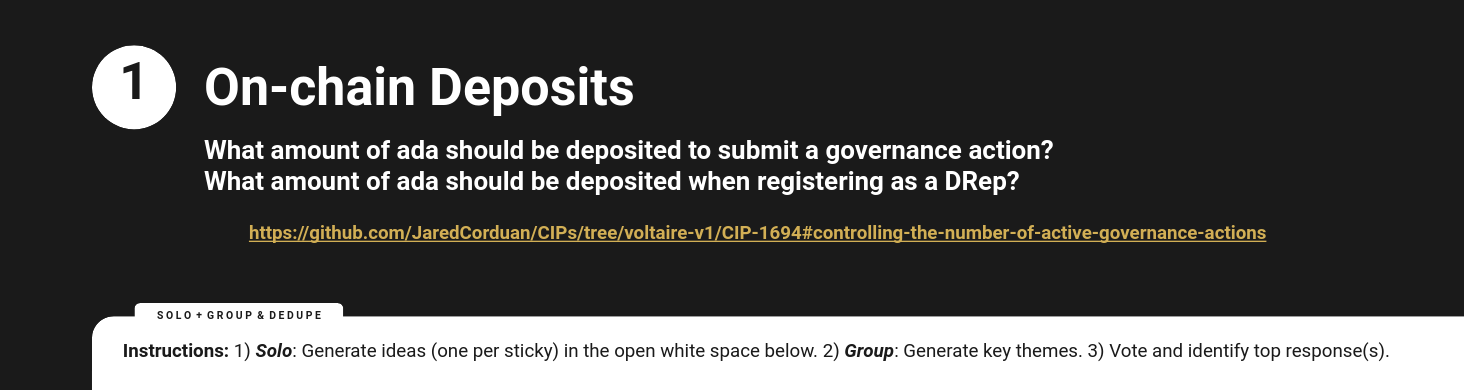 1
On-chain Deposits
What amount of ada should be deposited to submit a governance action?
What amount of ada should be deposited when registering as a DRep?
https://github.com/JaredCorduan/CIPs/tree/voltaire-v1/CIP-1694#controlling-the-number-of-active-governance-actions
SOLO + GROUP & DEDUPE
Instructions: 1) Solo: Generate ideas (one per sticky) in the open white space below. 2) Group: Generate key themes. 3) Vote and identify top response(s).